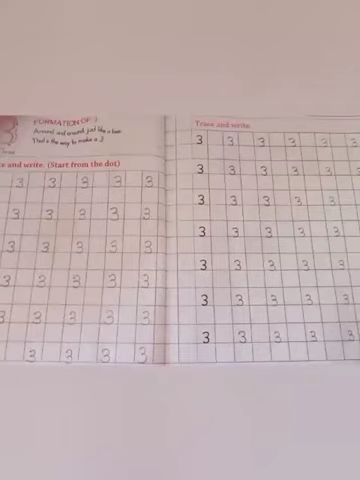 FORMATION OF 3
Around and around just like a bee
That's the way to make a 3
and write. (Start from the dot)
3 3 3 3 3
3 3 3 3 3
3 3 3 3 3
3 3 3 3 3
3 3 3 3 3
3 3 3 3
Trace and write
3 3 3 3 3 3
3 3 3 3 3 3
3 3 3 3 3
3 3 3 3 3
3 3 3 3 3
3 3 3 3 3
3 3 3 3 3